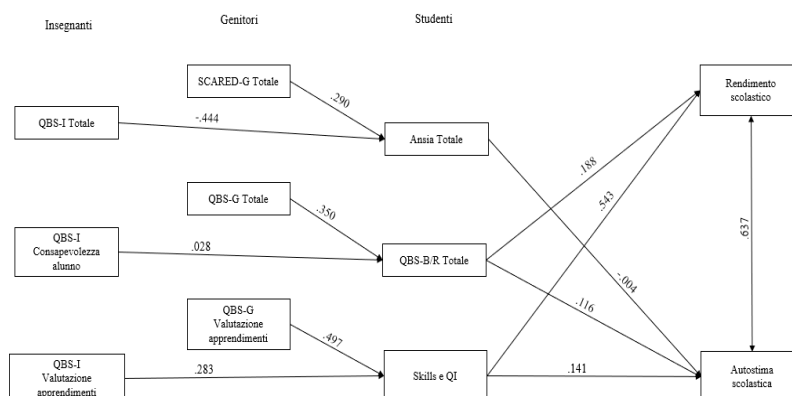 Insegnanti
Genitori
Studenti
SCARED-G Totale
Rendimento
scolastico
.290
QBS-I Totale
-.444
Ansia Totale
.188
QBS-G Totale
.543
.350
.637
QBS-I
Consapevolezza
alunno
.028
QBS-B/R Totale
-.004
.116
QBS-G
Valutazione
apprendimenti
.497
QBS-I
Valutazione
apprendimenti
.283
Skills e QI
.141
Autostima
scolastica